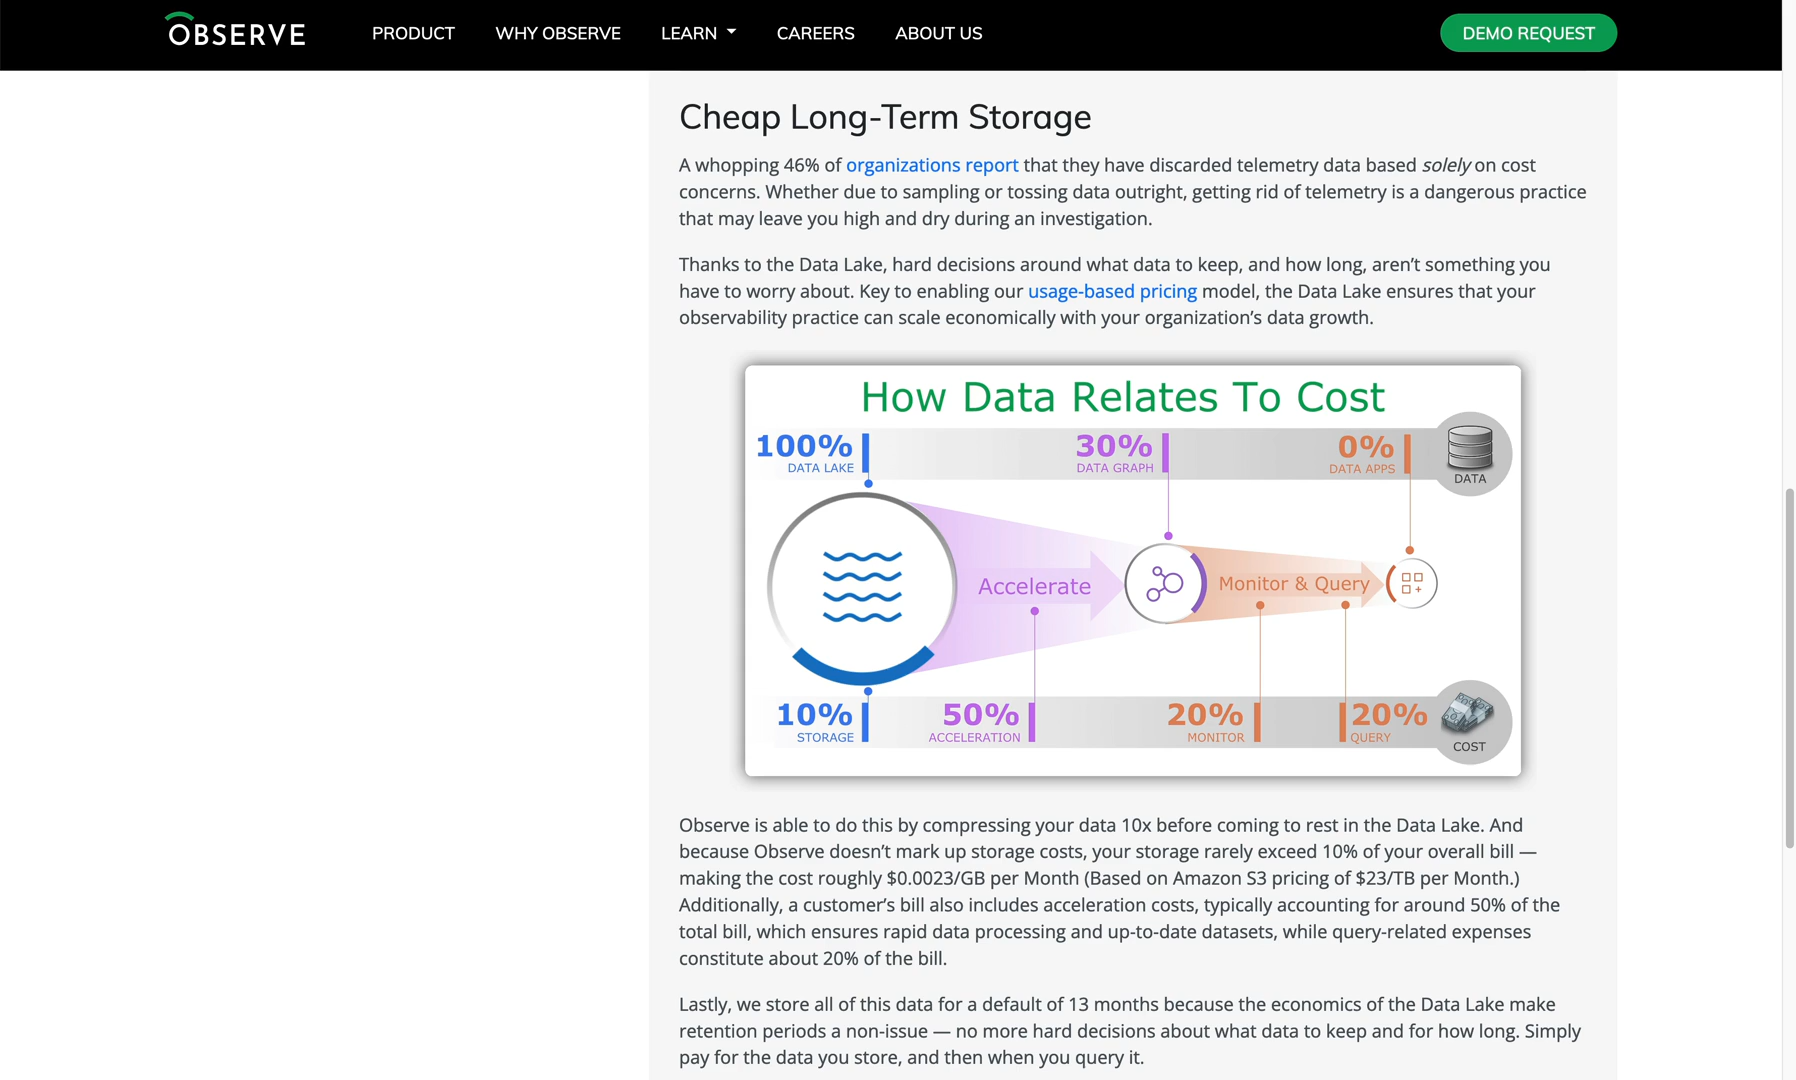 OBSERVE
PRODUCT
WHY OBSERVE
LEARN
CAREERS
ABOUT US
DEMO REQUEST
Cheap Long-Term Storage
A whopping 46% of organizations report that they have discarded telemetry data based solely on cost
concerns. Whether due to sampling or tossing data outright, getting rid of telemetry is a dangerous practice
that may leave you high and dry during an investigation.
Thanks to the Data Lake, hard decisions around what data to keep, and how long, aren’t something you
have to worry about. Key to enabling our usage-based pricing model, the Data Lake ensures that your
observability practice can scale economically with your organization’s data growth.
How Data Relates To Cost
100%
DATA LAKE
30%
DATA GRAPH
0%
DATA APPS
DATA
Accelerate
Monitor & Query
10%
STORAGE
50%
ACCELERATION
20%
MONITOR
20%
QUERY
COST
Observe is able to do this by compressing your data 10x before coming to rest in the Data Lake. And
because Observe doesn’t mark up storage costs, your storage rarely exceed 10% of your overall bill —
making the cost roughly $0.0023/GB per Month (Based on Amazon S3 pricing of $23/TB per Month.)
Additionally, a customer’s bill also includes acceleration costs, typically accounting for around 50% of the
total bill, which ensures rapid data processing and up-to-date datasets, while query-related expenses
constitute about 20% of the bill.
Lastly, we store all of this data for a default of 13 months because the economics of the Data Lake make
retention periods a non-issue — no more hard decisions about what data to keep and for how long. Simply
pay for the data you store, and then when you query it.